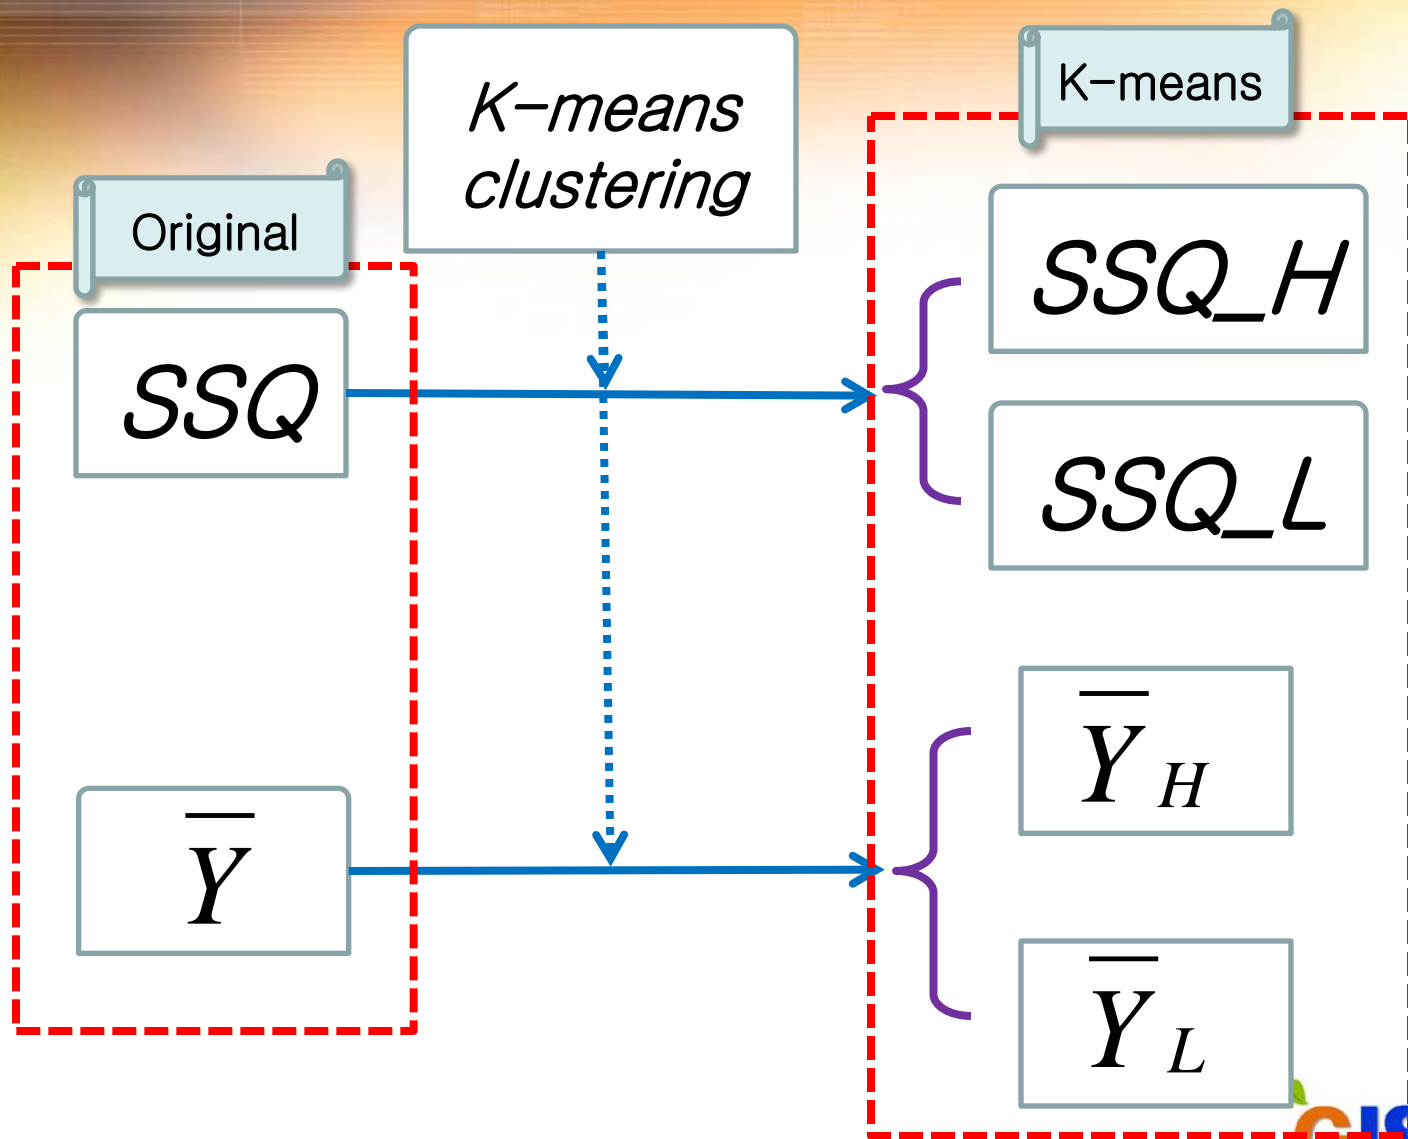 K-means
clustering
K-means
Original
SSQ
SSQ_H
SSQ_L
Y̅
Y̅ H
Y̅ L